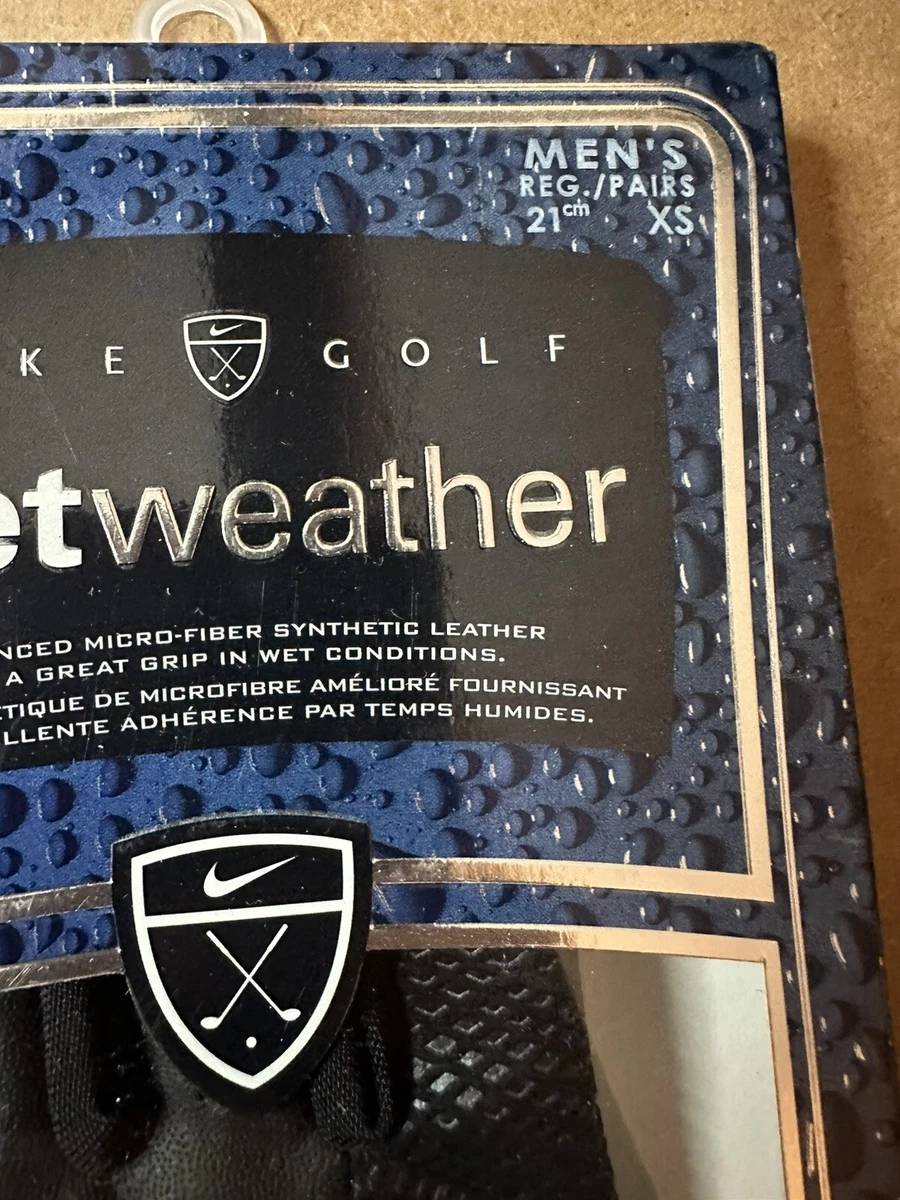 MEN'S
REG./PAIRS
21cm XS
KE GOLF
etweather
NCED MICRO-FIBER SYNTHETIC LEATHER
A GREAT GRIP IN WET CONDITIONS.
ÉTIQUE DE MICROFIBRE AMÉLIORÉ FOURNISSANT
LLENTE ADHÉRENCE PAR TEMPS HUMIDES.